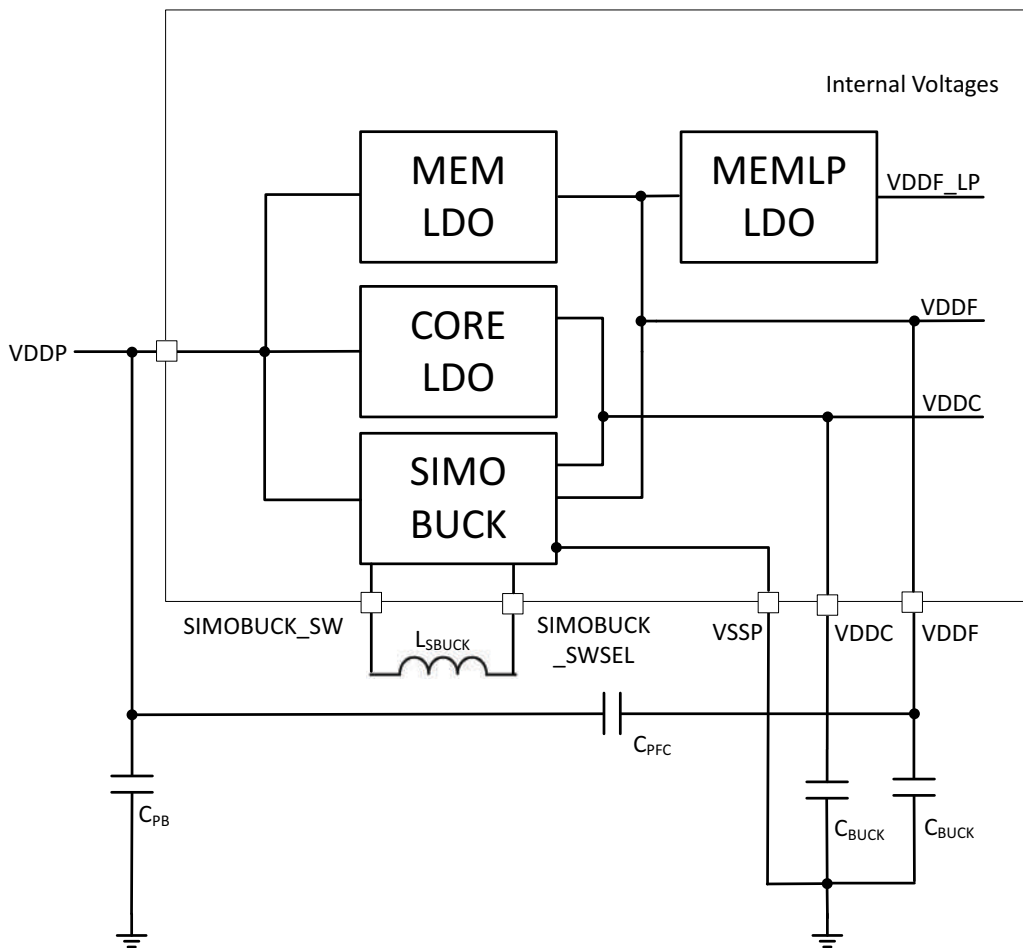 Internal Voltages
MEM
LDO
MEMLP
LDO
VDDF_LP
CORE
LDO
VDDF
VDDP
VDDC
SIMO
BUCK
SIMOBUCK_SW
SIMOBUCK
_SWSEL
VSSP
VDDC
VDDF
LSBUCK
CPFC
CPB
CBUCK
CBUCK